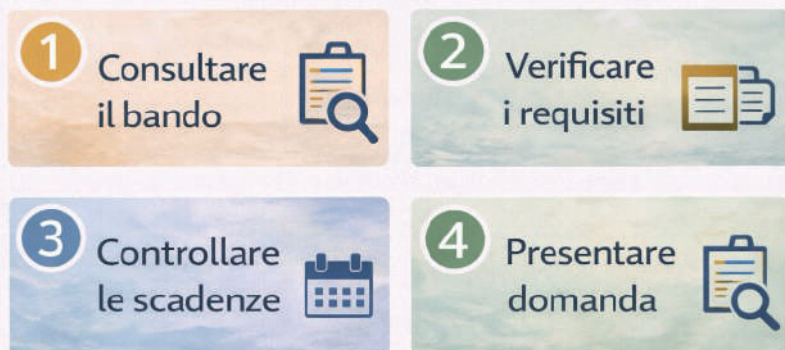 1
Consultare
il bando
2
Verificare
i requisiti
3
Controllare
le scadenze
4
Presentare
domanda